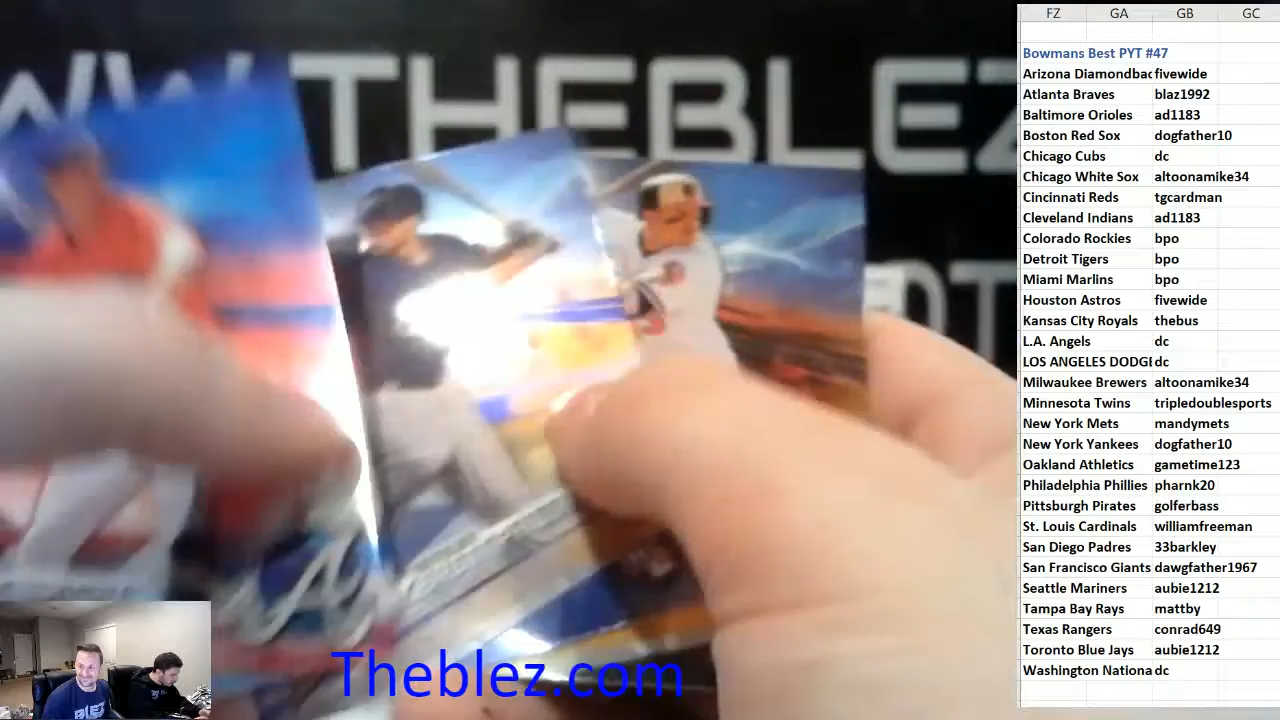 WWW.THEBLEZ
Theblez.com
FZ GA GB GC
Bowmans Best PYT #47
Arizona Diamondbac fivewide
Atlanta Braves blaz1992
Baltimore Orioles ad1183
Boston Red Sox dogfather10
Chicago Cubs dc
Chicago White Sox altoonamike34
Cincinnati Reds tgcardman
Cleveland Indians ad1183
Colorado Rockies bpo
Detroit Tigers bpo
Miami Marlins bpo
Houston Astros fivewide
Kansas City Royals thebus
L.A. Angels dc
LOS ANGELES DODG dc
Milwaukee Brewers altoonamike34
Minnesota Twins tripledoublesports
New York Mets mandymets
New York Yankees dogfather10
Oakland Athletics gametime123
Philadelphia Phillies pharnk20
Pittsburgh Pirates golferbass
St. Louis Cardinals williamfreeman
San Diego Padres 33barkley
San Francisco Giants dawgfather1967
Seattle Mariners aubie1212
Tampa Bay Rays mattby
Texas Rangers conrad649
Toronto Blue Jays aubie1212
Washington Nationa dc